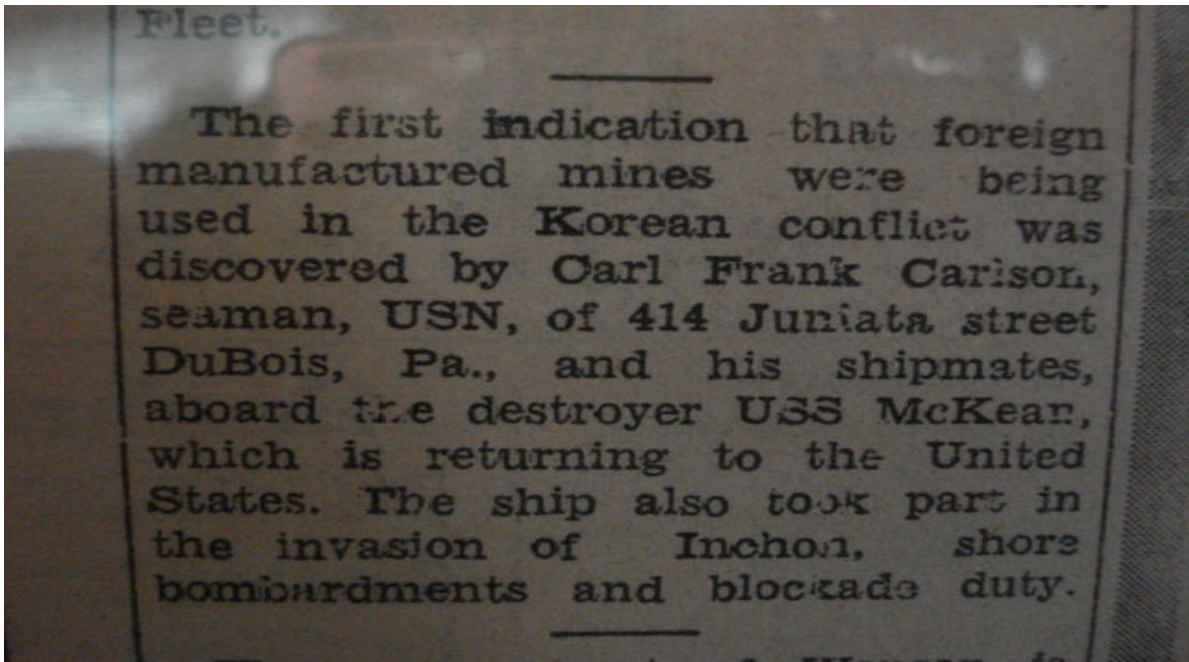 Fleet.
The first indication that foreign
manufactured mines were being
used in the Korean conflict was
discovered by Carl Frank Carlson,
seaman, USN, of 414 Juniata street
DuBois, Pa., and his shipmates,
aboard the destroyer USS McKean,
which is returning to the United
States. The ship also took part in
the invasion of Inchon, shore
bombardments and blockade duty.